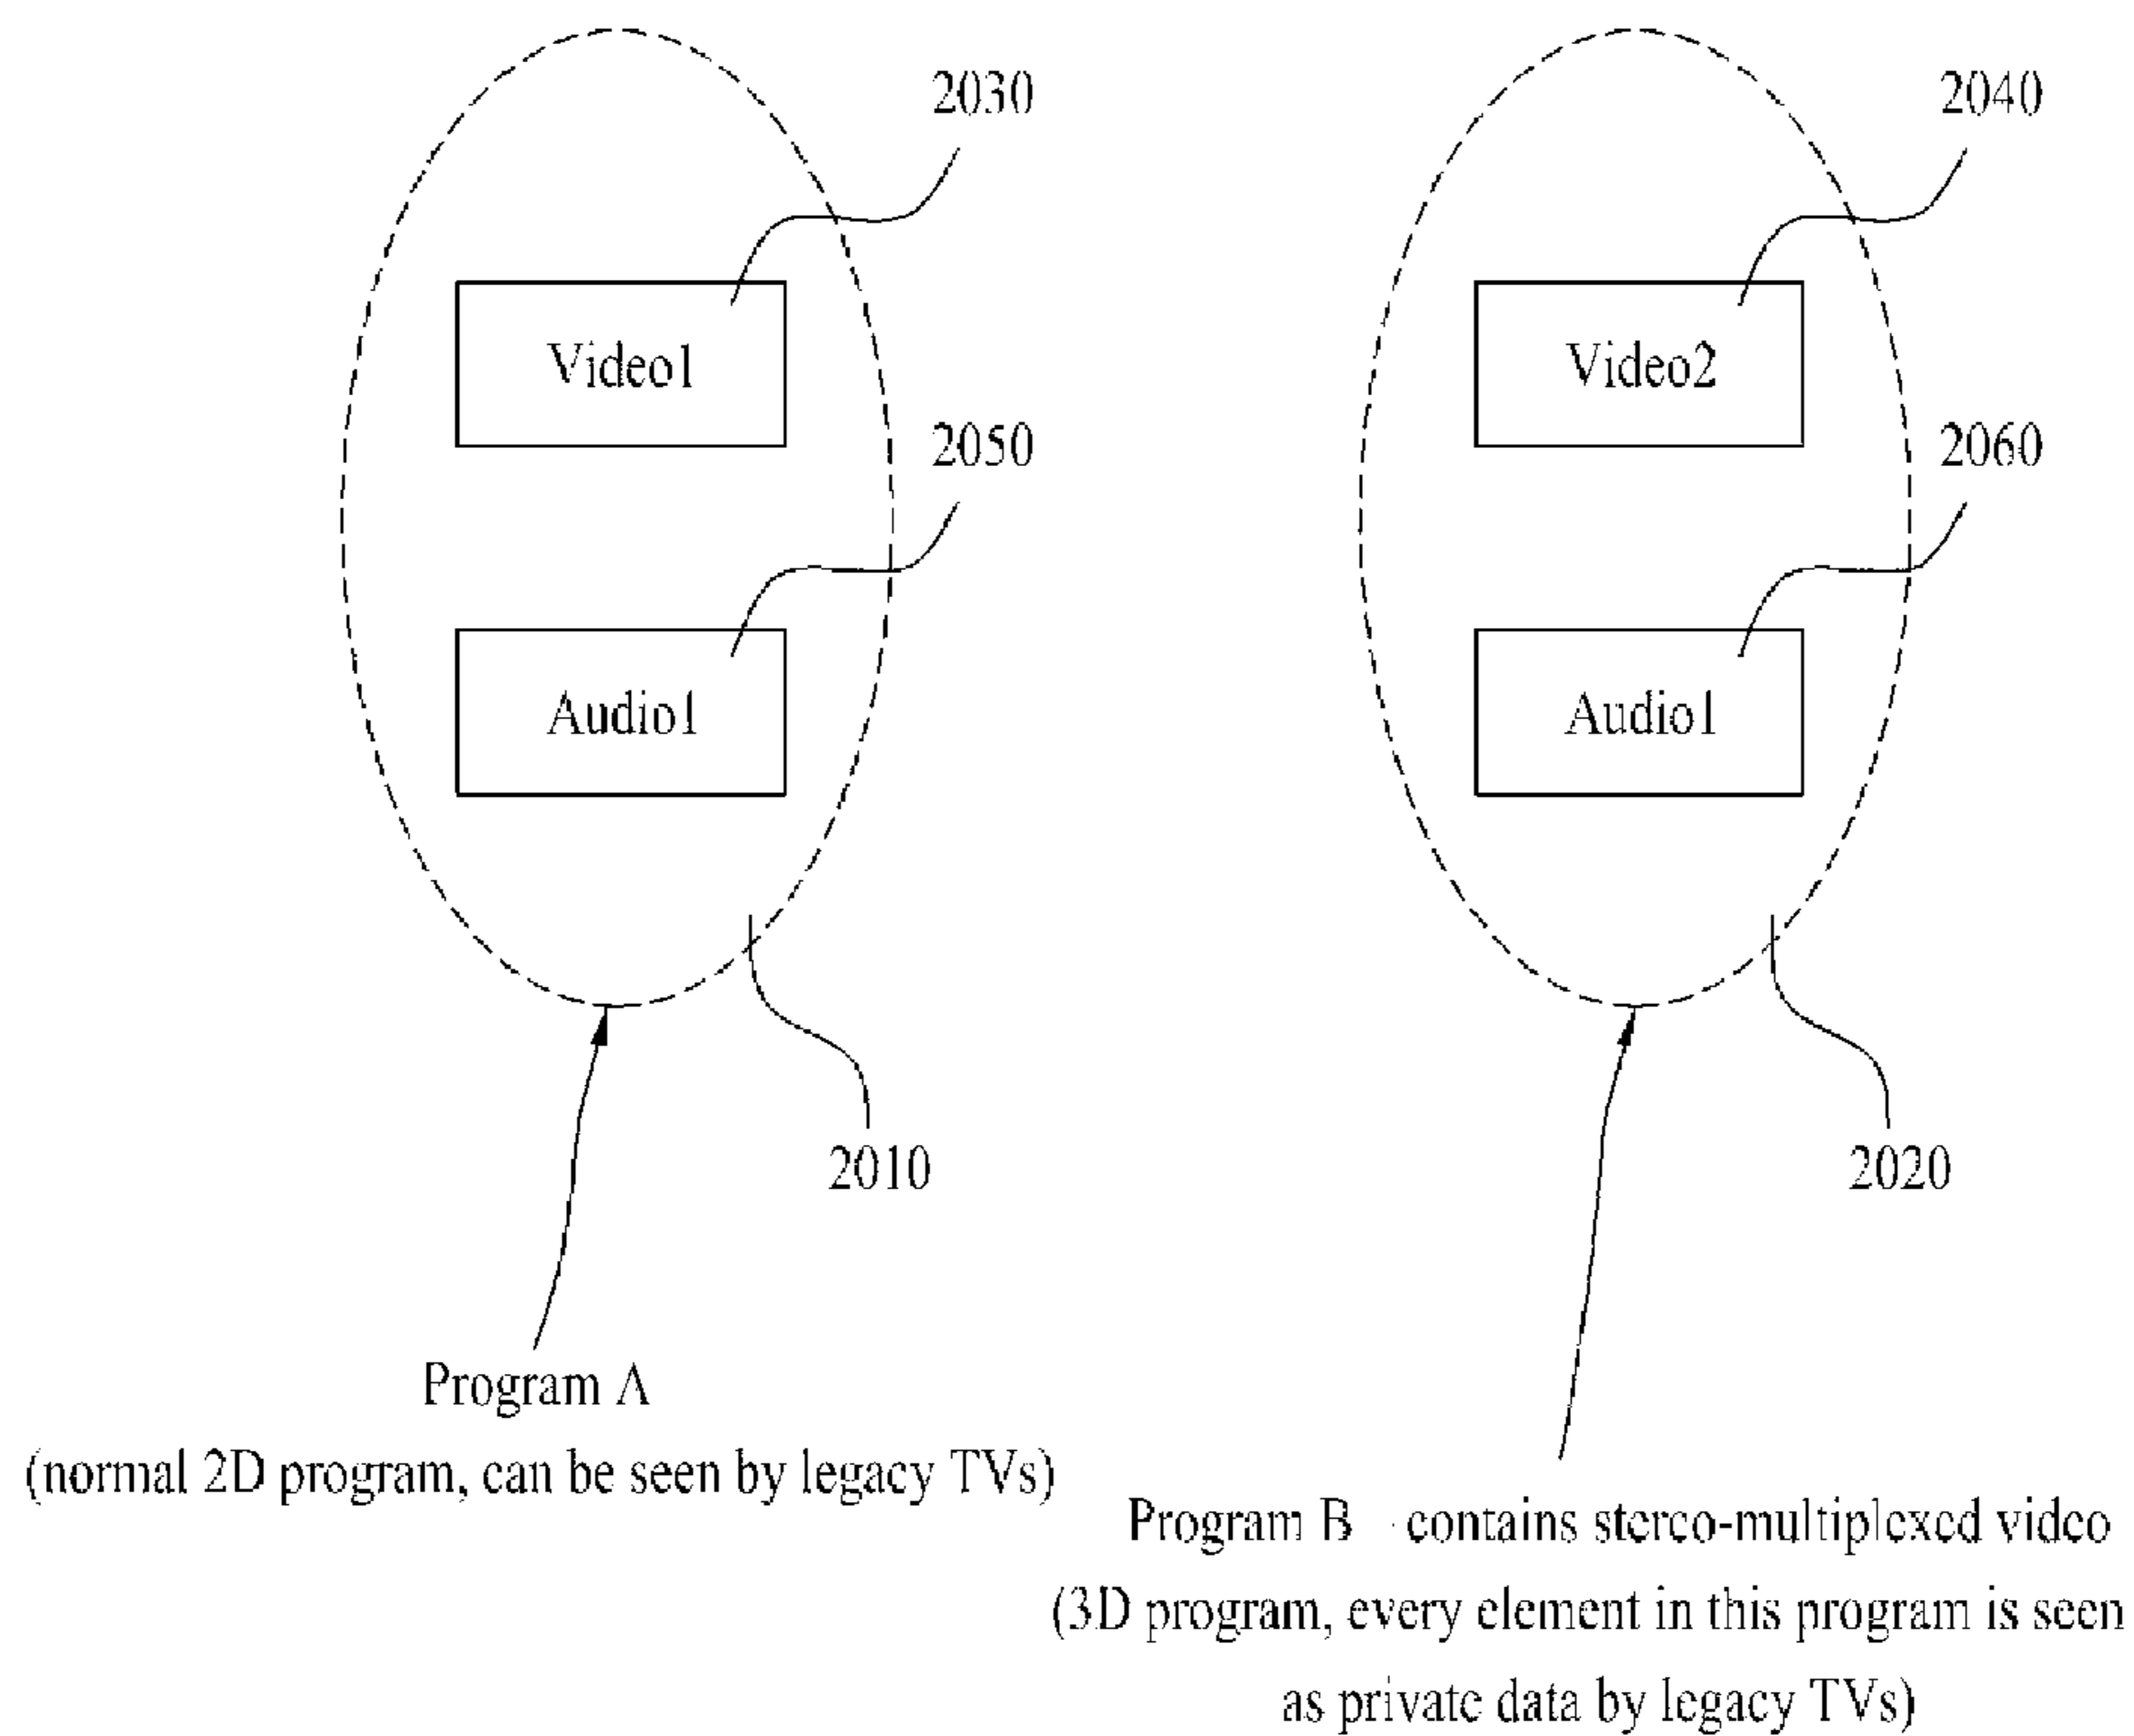 2030
2040
Video1
Video2
2050
2060
Audio1
Audio1
2010
2020
Program A
(normal 2D program, can be seen by legacy TVs)
Program B - contains stereo-multiplexed video
(3D program, every element in this program is seen
as private data by legacy TVs)